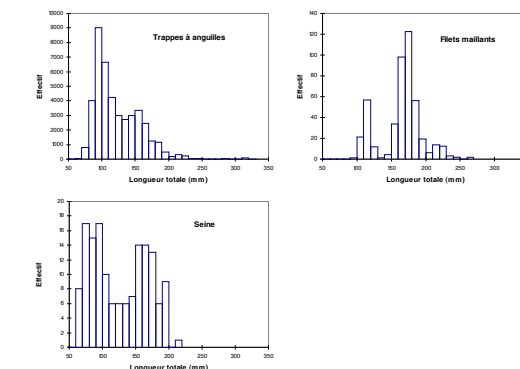 Trappes à anguilles
Effectif
10000
9000
8000
7000
6000
5000
4000
3000
2000
1000
0
50 100 150 200 250 300 350
Longueur totale (mm)
Filets maillants
Effectif
140
120
100
80
60
40
20
0
50 100 150 200 250 300
Longueur totale (mm)
Seine
Effectif
20
18
16
14
12
10
8
6
4
2
0
50 100 150 200 250 300 350
Longueur totale (mm)